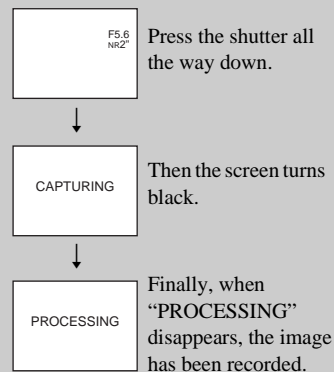 F5.6
NR2"
Press the shutter all
the way down.
CAPTURING
Then the screen turns
black.
PROCESSING
Finally, when
“PROCESSING”
disappears, the image
has been recorded.